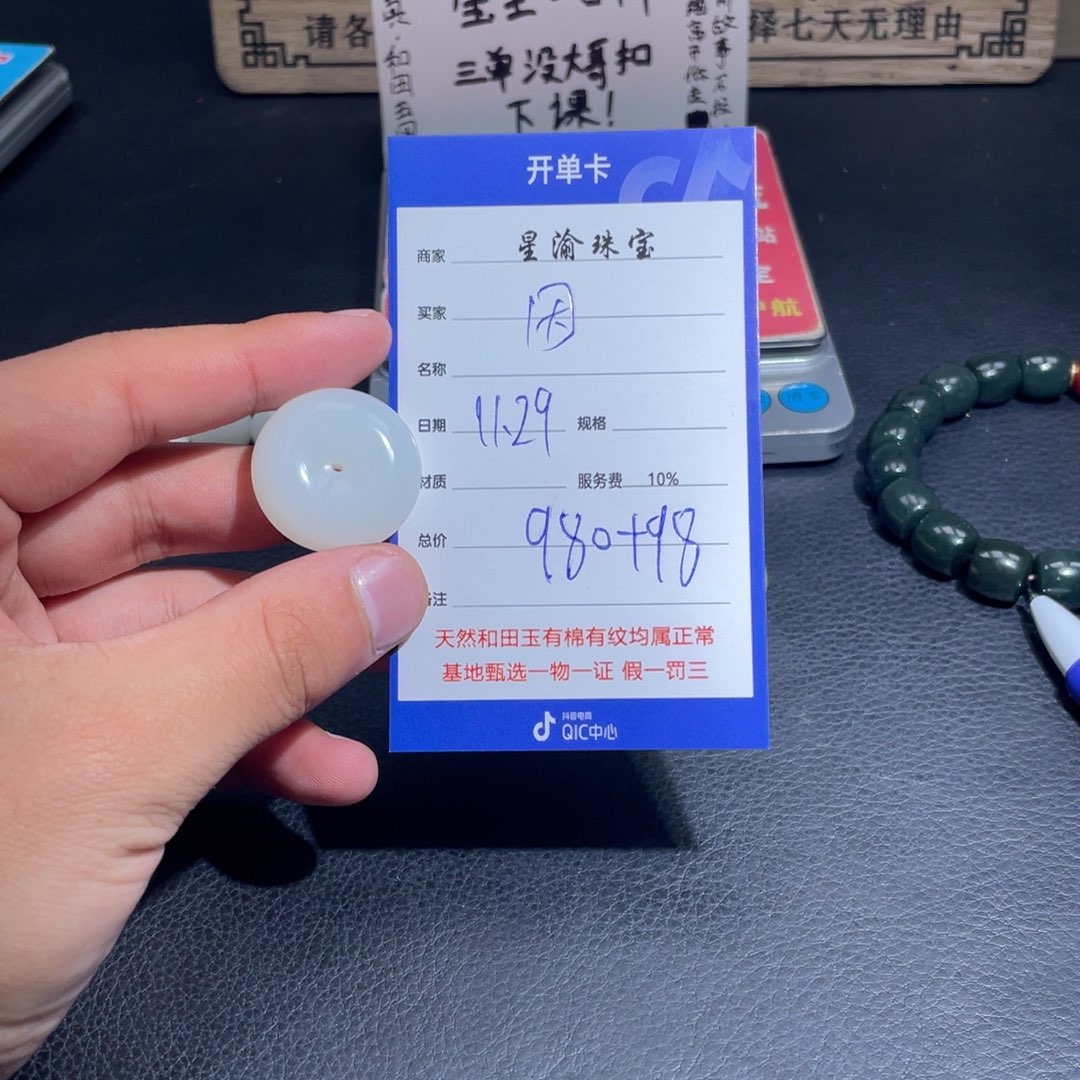 请各
择七天无理由
三单没大哥扣
下课！
开单卡
商家 星渝珠宝
买家
名称
日期 11.29 规格
材质 服务费 10%
总价 980+98
备注
天然和田玉有棉有纹均属正常
基地甄选一物一证 假一罚三
抖音电商
QIC中心
航